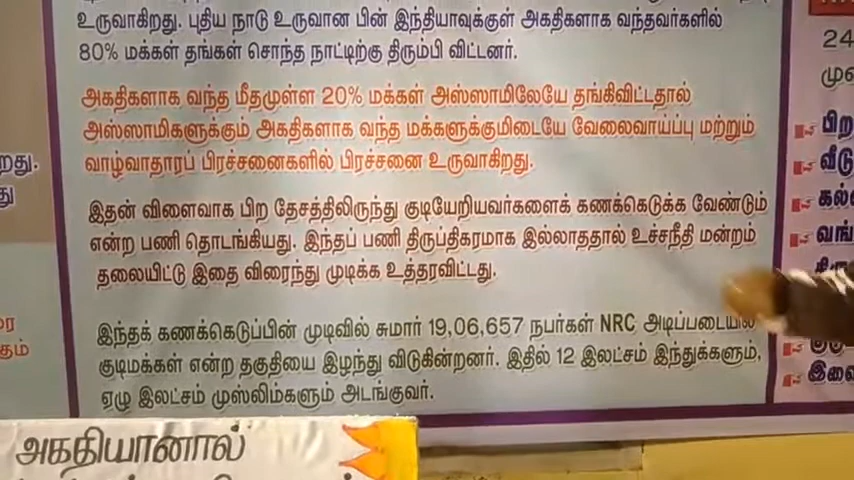 உருவாகிறது. புதிய நாடு உருவான பின் இந்தியாவுக்குள் அகதிகளாக வந்தவர்களில்
80% மக்கள் தங்கள் சொந்த நாட்டிற்கு திரும்பி விட்டனர்.
அகதிகளாக வந்த மீதமுள்ள 20% மக்கள் அஸ்ஸாமிலேயே தங்கிவிட்டதால்
அஸ்ஸாமிகளுக்கும் அகதிகளாக வந்த மக்களுக்குமிடையே வேலைவாய்ப்பு மற்றும்
வாழ்வாதாரப் பிரச்சனைகளில் பிரச்சனை உருவாகிறது.
இதன் விளைவாக பிற தேசத்திலிருந்து குடியேறியவர்களைக் கணக்கெடுக்க வேண்டும்
என்ற பணி தொடங்கியது. இந்தப் பணி திருப்திகரமாக இல்லாததால் உச்சநீதி மன்றம்
தலையிட்டு இதை விரைந்து முடிக்க உத்தரவிட்டது.
இந்தக் கணக்கெடுப்பின் முடிவில் சுமார் 19,06,657 நபர்கள் NRC அடிப்படையில்
குடிமக்கள் என்ற தகுதியை இழந்து விடுகின்றனர். இதில் 12 இலட்சம் இந்துக்களும்,
ஏழு இலட்சம் முஸ்லிம்களும் அடங்குவர்.
அகதியானால்
24